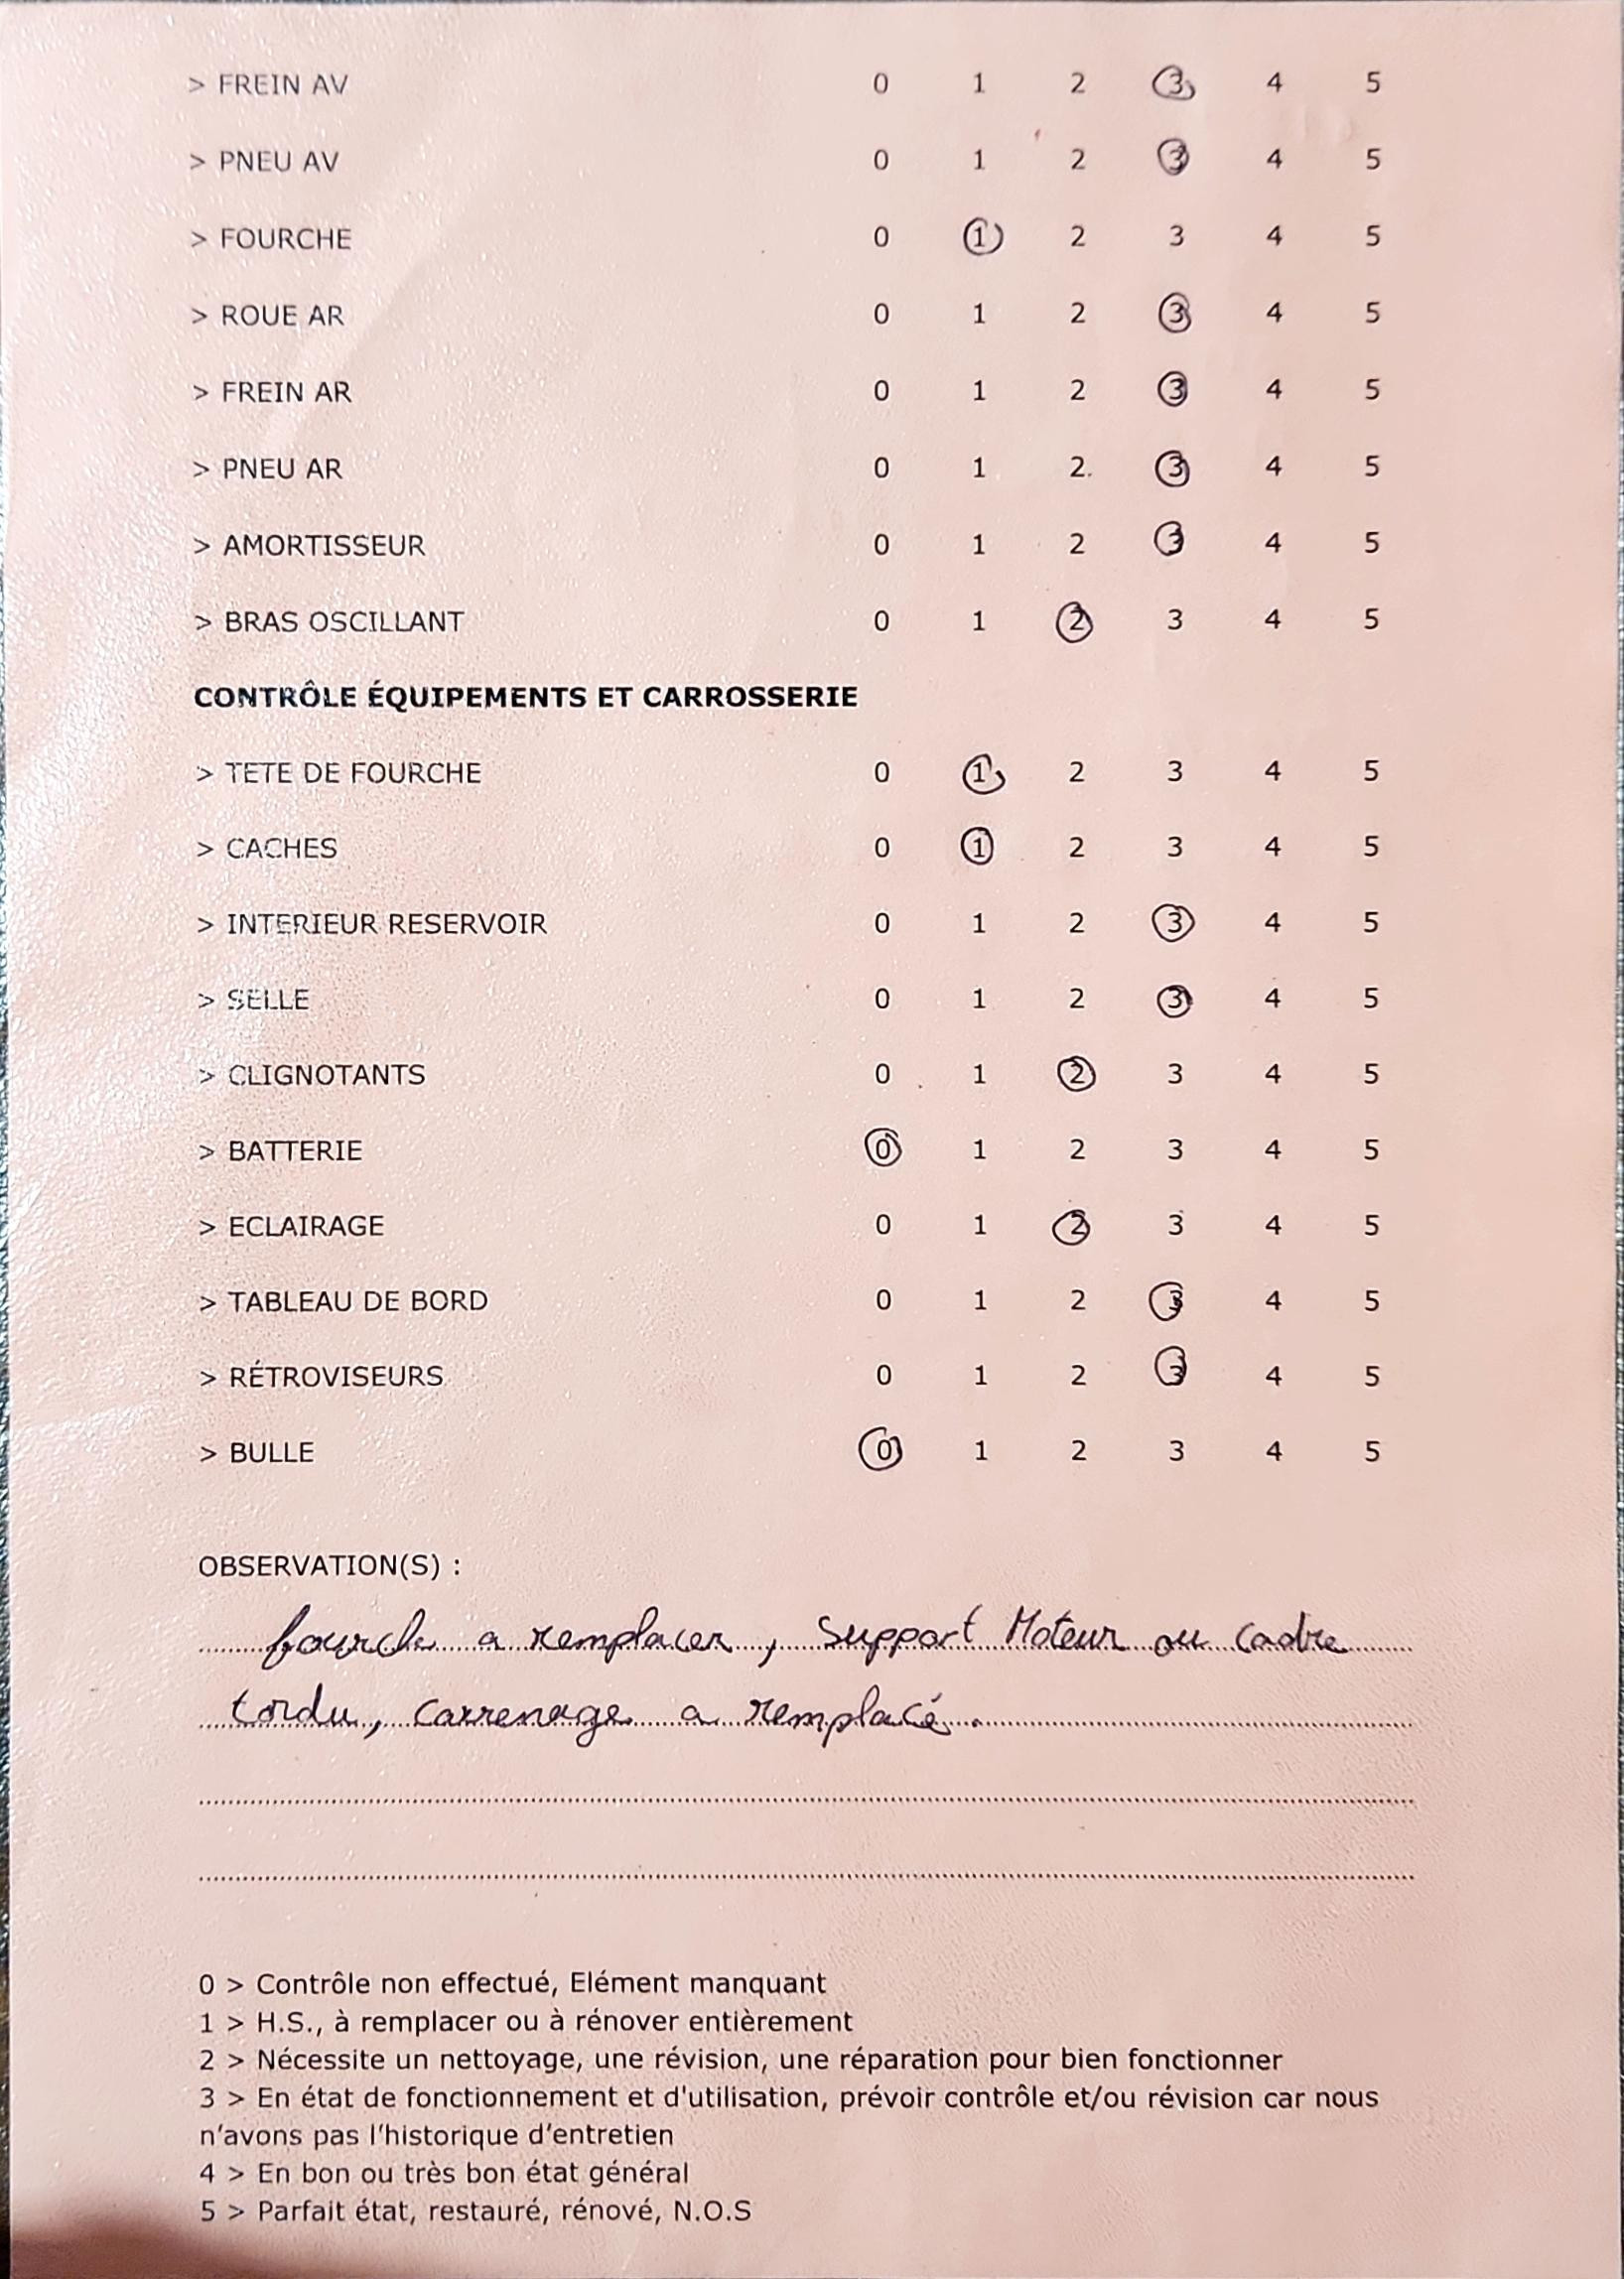 > FREIN AV 0 1 2 3 4 5
> PNEU AV 0 1 2 3 4 5
> FOURCHE 0 1 2 3 4 5
> ROUE AR 0 1 2 3 4 5
> FREIN AR 0 1 2 3 4 5
> PNEU AR 0 1 2 3 4 5
> AMORTISSEUR 0 1 2 3 4 5
> BRAS OSCILLANT 0 1 2 3 4 5
CONTRÔLE ÉQUIPEMENTS ET CARROSSERIE
> TETE DE FOURCHE 0 1 2 3 4 5
> CACHES 0 1 2 3 4 5
> INTERIEUR RESERVOIR 0 1 2 3 4 5
> SELLE 0 1 2 3 4 5
> CLIGNOTANTS 0 1 2 3 4 5
> BATTERIE 0 1 2 3 4 5
> ECLAIRAGE 0 1 2 3 4 5
> TABLEAU DE BORD 0 1 2 3 4 5
> RÉTROVISEURS 0 1 2 3 4 5
> BULLE 0 1 2 3 4 5
OBSERVATION(S) :
fourche a remplacer, Support Moteur ou cadre
tordu, carrenage a remplacé.
0 > Contrôle non effectué, Elément manquant
1 > H.S., à remplacer ou à rénover entièrement
2 > Nécessite un nettoyage, une révision, une réparation pour bien fonctionner
3 > En état de fonctionnement et d'utilisation, prévoir contrôle et/ou révision car nous
n'avons pas l'historique d'entretien
4 > En bon ou très bon état général
5 > Parfait état, restauré, rénové, N.O.S